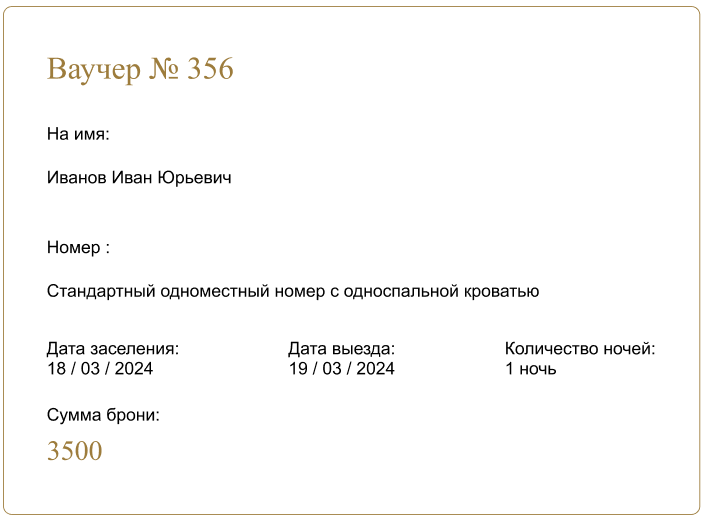 Ваучер № 356
На имя:
Иванов Иван Юрьевич
Номер :
Стандартный одноместный номер с односпальной кроватью
Дата заселения: Дата выезда: Количество ночей:
18 / 03 / 2024 19 / 03 / 2024 1 ночь
Сумма брони:
3500